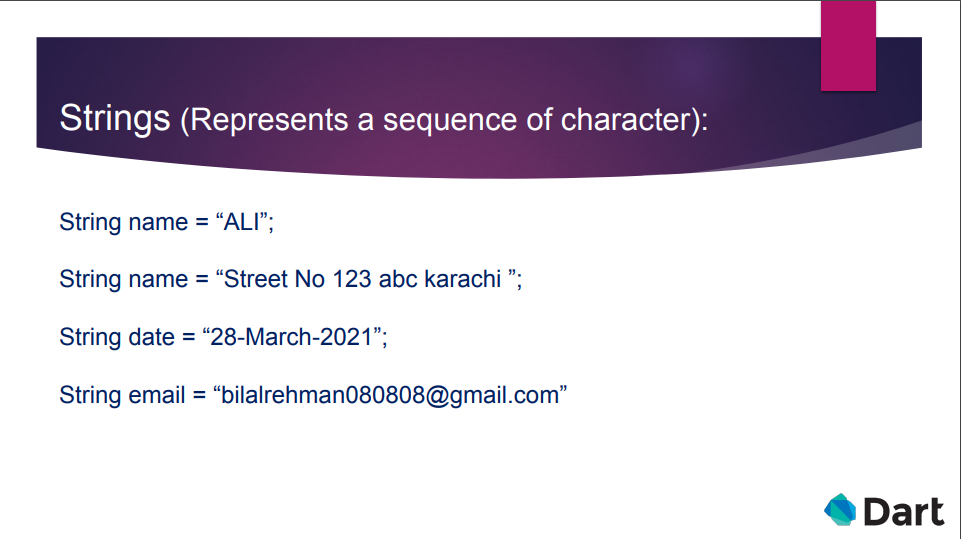 Strings (Represents a sequence of character):
String name = “ALI”;
String name = “Street No 123 abc karachi ”;
String date = “28-March-2021”;
String email = “bilalrehman080808@gmail.com”
Dart